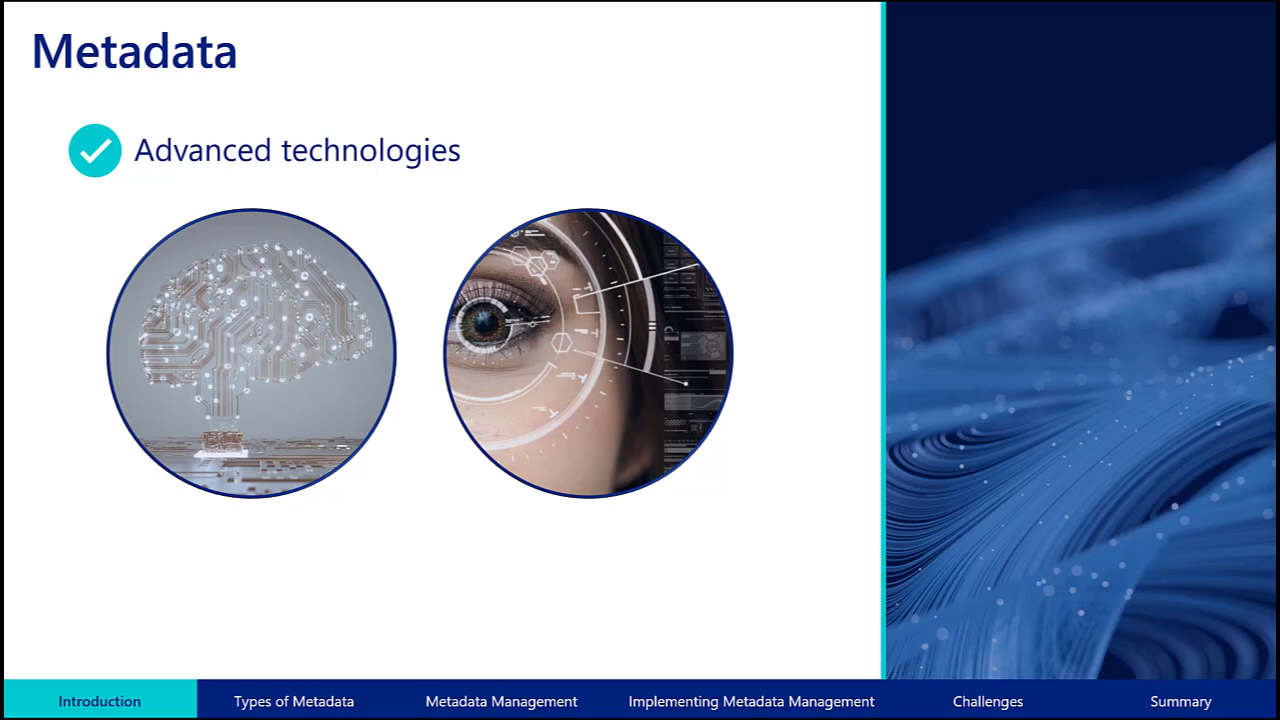 Metadata
Advanced technologies
Introduction
Types of Metadata
Metadata Management
Implementing Metadata Management
Challenges
Summary